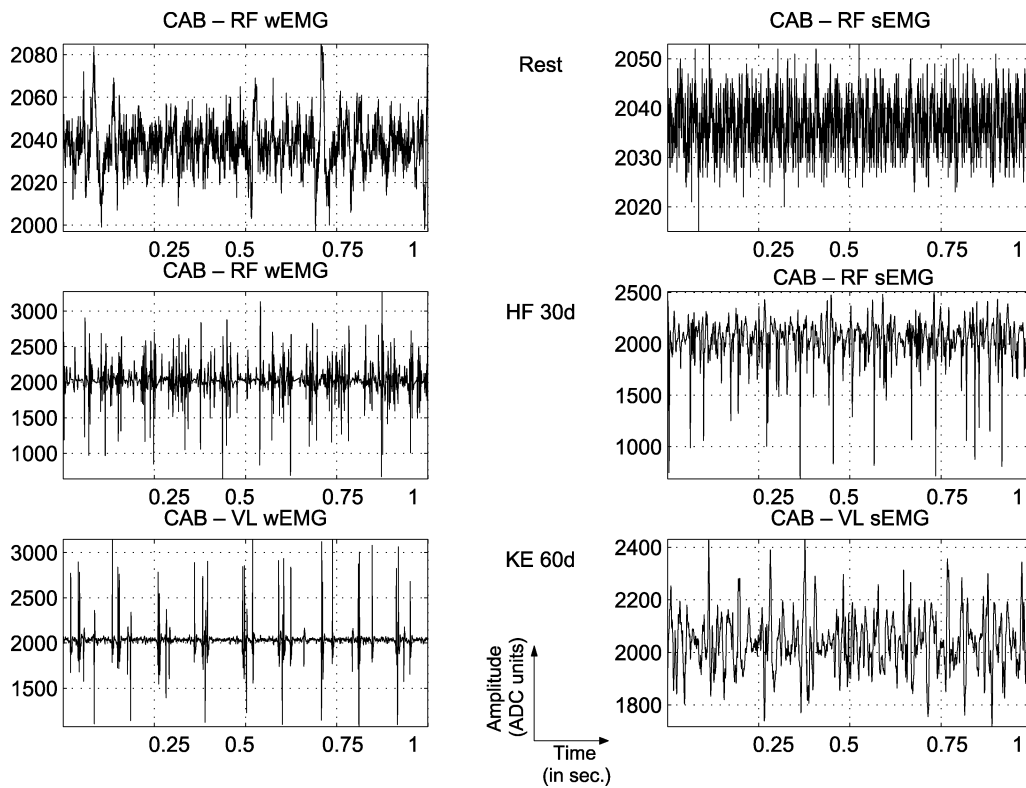 CAB – RF wEMG
2080
2060
2040
2020
2000
0.25 0.5 0.75 1
Rest
CAB – RF sEMG
2050
2040
2030
2020
0.25 0.5 0.75 1
CAB – RF wEMG
3000
2500
2000
1500
1000
0.25 0.5 0.75 1
HF 30d
CAB – RF sEMG
2500
2000
1000
0.25 0.5 0.75 1
CAB – VL wEMG
3000
2500
2000
1500
0.25 0.5 0.75 1
KE 60d
Amplitude
(ADC units)
Time
(in sec.)
CAB – VL sEMG
2400
2200
2000
1800
0.25 0.5 0.75 1